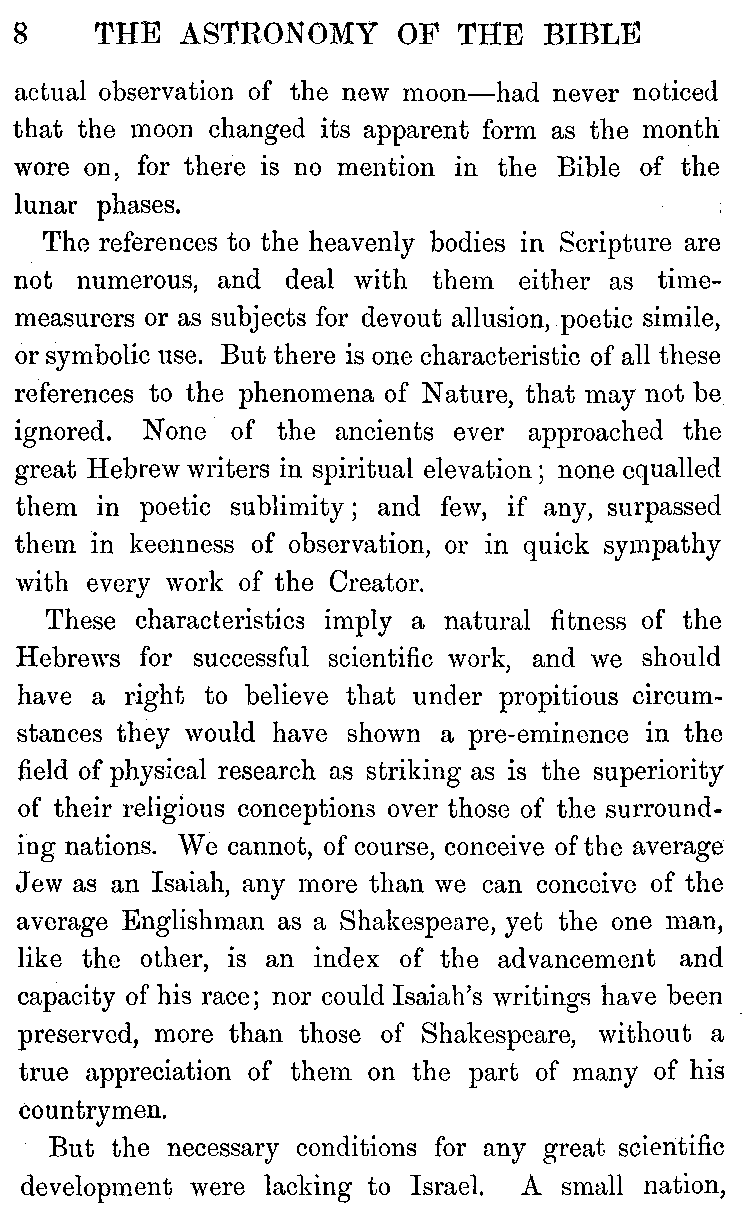 8 THE ASTRONOMY OF THE BIBLE
actual observation of the new moon—had never noticed
that the moon changed its apparent form as the month
wore on, for there is no mention in the Bible of the
lunar phases.
The references to the heavenly bodies in Scripture are
not numerous, and deal with them either as time-
measurers or as subjects for devout allusion, poetic simile,
or symbolic use. But there is one characteristic of all these
references to the phenomena of Nature, that may not be
ignored. None of the ancients ever approached the
great Hebrew writers in spiritual elevation; none equalled
them in poetic sublimity; and few, if any, surpassed
them in keenness of observation, or in quick sympathy
with every work of the Creator.
These characteristics imply a natural fitness of the
Hebrews for successful scientific work, and we should
have a right to believe that under propitious circum-
stances they would have shown a pre-eminence in the
field of physical research as striking as is the superiority
of their religious conceptions over those of the surround-
ing nations. We cannot, of course, conceive of the average
Jew as an Isaiah, any more than we can conceive of the
average Englishman as a Shakespeare, yet the one man,
like the other, is an index of the advancement and
capacity of his race; nor could Isaiah's writings have been
preserved, more than those of Shakespeare, without a
true appreciation of them on the part of many of his
countrymen.
But the necessary conditions for any great scientific
development were lacking to Israel. A small nation,